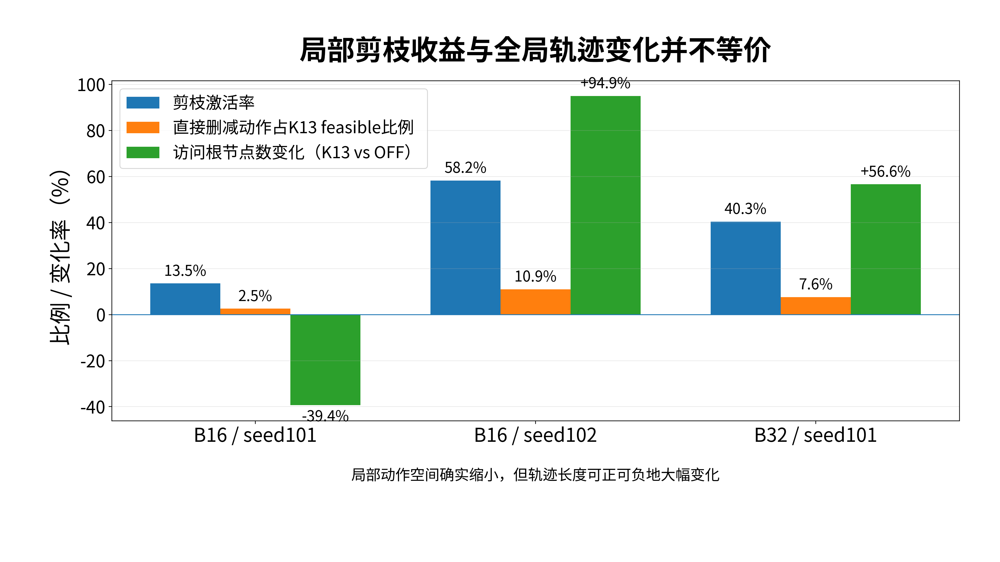 局部剪枝收益与全局轨迹变化并不等价
比例 / 变化率（%）
100
80
60
40
20
0
-20
-40
剪枝激活率
直接删减动作占K13 feasible比例
访问根节点数变化（K13 vs OFF）
13.5%
2.5%
-39.4%
58.2%
10.9%
+94.9%
40.3%
7.6%
+56.6%
B16 / seed101
B16 / seed102
B32 / seed101
局部动作空间确实缩小，但轨迹长度可正可负地大幅变化